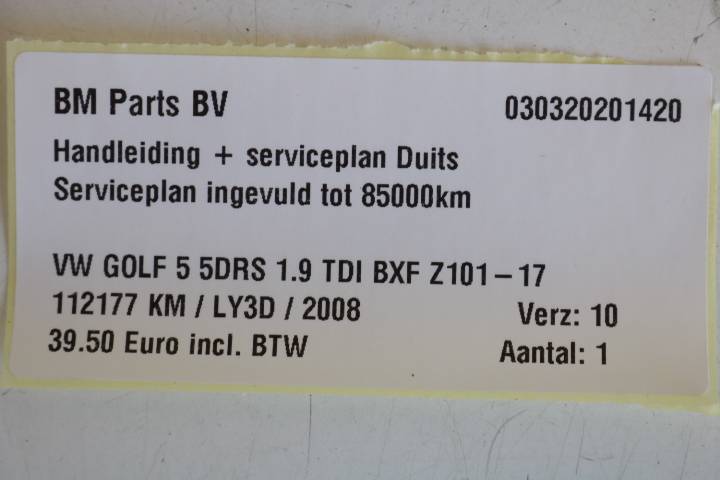 BM Parts BV 030320201420
Handleiding + serviceplan Duits
Serviceplan ingevuld tot 85000km
VW GOLF 5 5DRS 1.9 TDI BXF Z101-17
112177 KM / LY3D / 2008 Verz: 10
39.50 Euro incl. BTW Aantal: 1